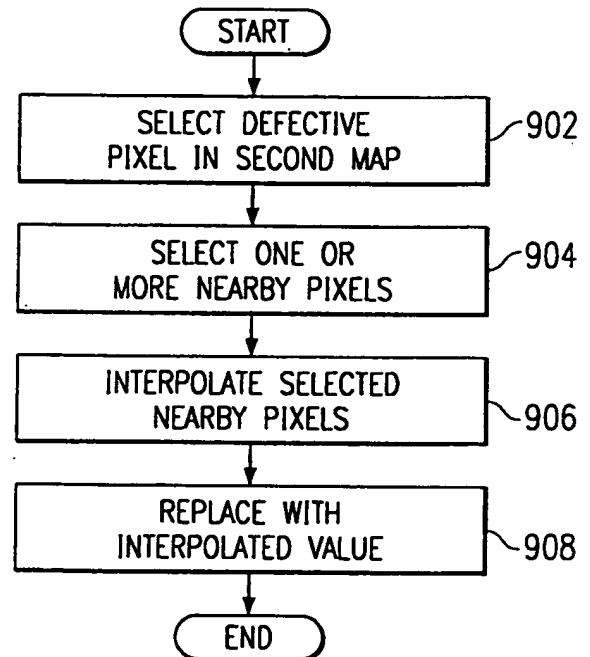 START
SELECT DEFECTIVE
PIXEL IN SECOND MAP
902
SELECT ONE OR
MORE NEARBY PIXELS
904
INTERPOLATE SELECTED
NEARBY PIXELS
906
REPLACE WITH
INTERPOLATED VALUE
908
END